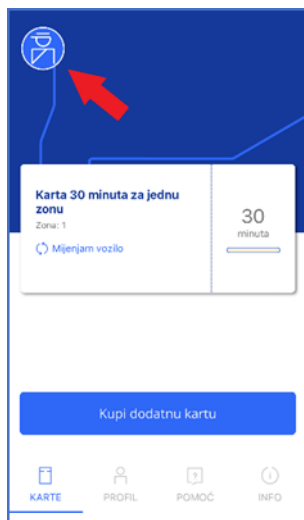 Karta 30 minuta za jednu
zonu
Zona: 1
Mijenjam vozilo
30
minuta
Kupi dodatnu kartu
KARTE
PROFIL
POMOĆ
INFO